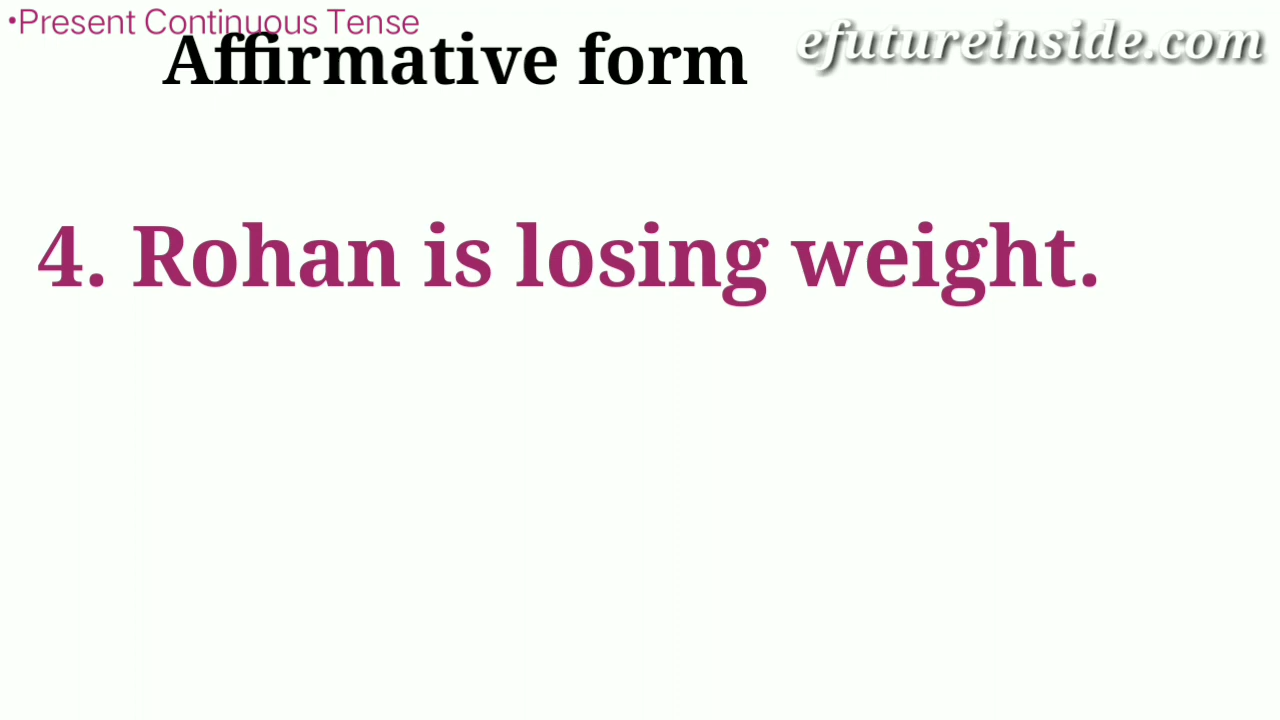 •Present Continuous Tense
Affirmative form
efutureinside.com
4. Rohan is losing weight.